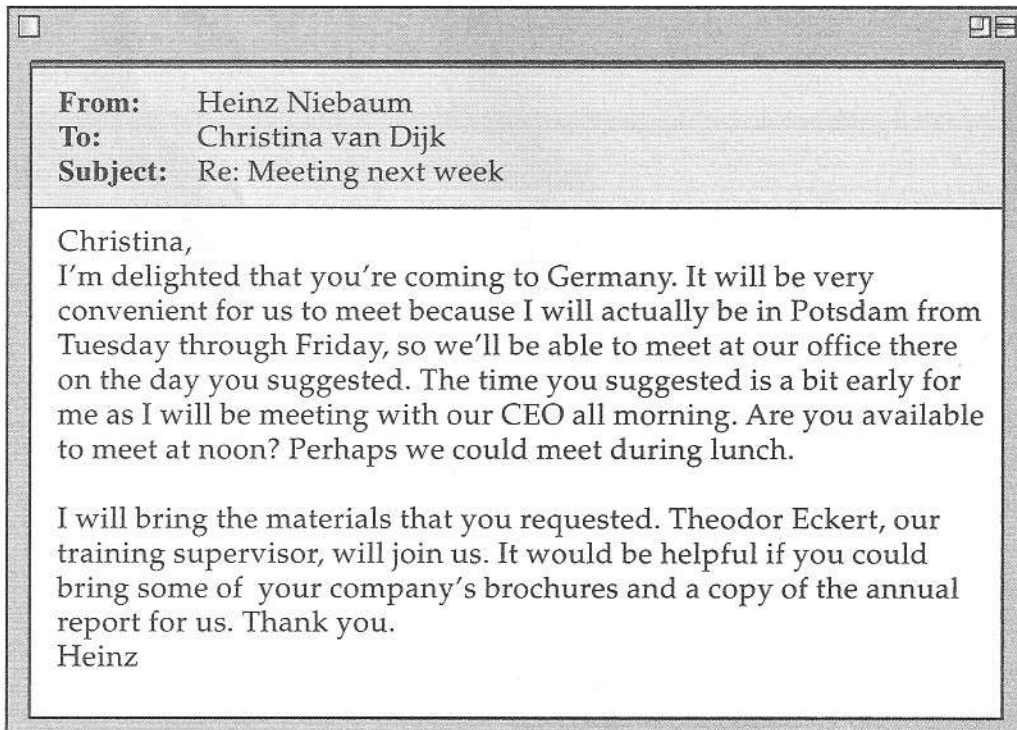 From: Heinz Niebaum
To: Christina van Dijk
Subject: Re: Meeting next week
Christina,
I'm delighted that you're coming to Germany. It will be very
convenient for us to meet because I will actually be in Potsdam from
Tuesday through Friday, so we'll be able to meet at our office there
on the day you suggested. The time you suggested is a bit early for
me as I will be meeting with our CEO all morning. Are you available
to meet at noon? Perhaps we could meet during lunch.
I will bring the materials that you requested. Theodor Eckert, our
training supervisor, will join us. It would be helpful if you could
bring some of your company's brochures and a copy of the annual
report for us. Thank you.
Heinz